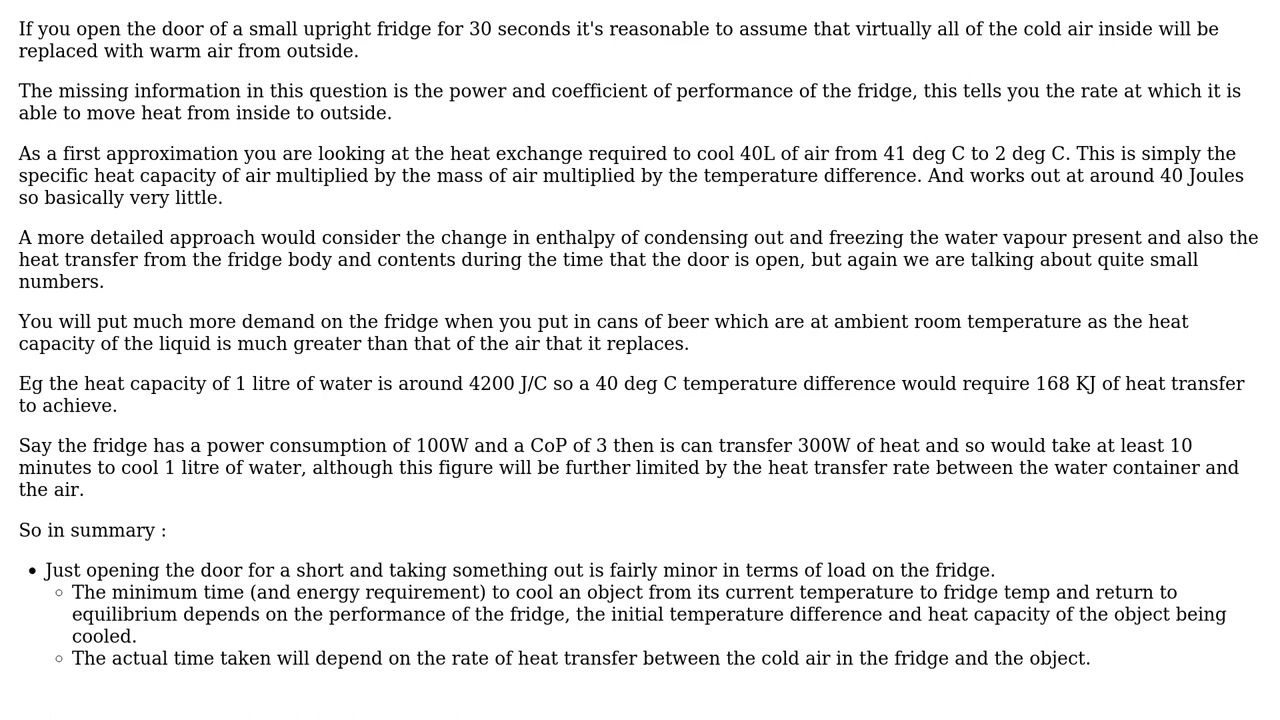 If you open the door of a small upright fridge for 30 seconds it's reasonable to assume that virtually all of the cold air inside will be
replaced with warm air from outside.
The missing information in this question is the power and coefficient of performance of the fridge, this tells you the rate at which it is
able to move heat from inside to outside.
As a first approximation you are looking at the heat exchange required to cool 40L of air from 41 deg C to 2 deg C. This is simply the
specific heat capacity of air multiplied by the mass of air multiplied by the temperature difference. And works out at around 40 Joules
so basically very little.
A more detailed approach would consider the change in enthalpy of condensing out and freezing the water vapour present and also the
heat transfer from the fridge body and contents during the time that the door is open, but again we are talking about quite small
numbers.
You will put much more demand on the fridge when you put in cans of beer which are at ambient room temperature as the heat
capacity of the liquid is much greater than that of the air that it replaces.
Eg the heat capacity of 1 litre of water is around 4200 J/C so a 40 deg C temperature difference would require 168 KJ of heat transfer
to achieve.
Say the fridge has a power consumption of 100W and a CoP of 3 then is can transfer 300W of heat and so would take at least 10
minutes to cool 1 litre of water, although this figure will be further limited by the heat transfer rate between the water container and
the air.
So in summary :
• Just opening the door for a short and taking something out is fairly minor in terms of load on the fridge.
◦ The minimum time (and energy requirement) to cool an object from its current temperature to fridge temp and return to
equilibrium depends on the performance of the fridge, the initial temperature difference and heat capacity of the object being
cooled.
◦ The actual time taken will depend on the rate of heat transfer between the cold air in the fridge and the object.